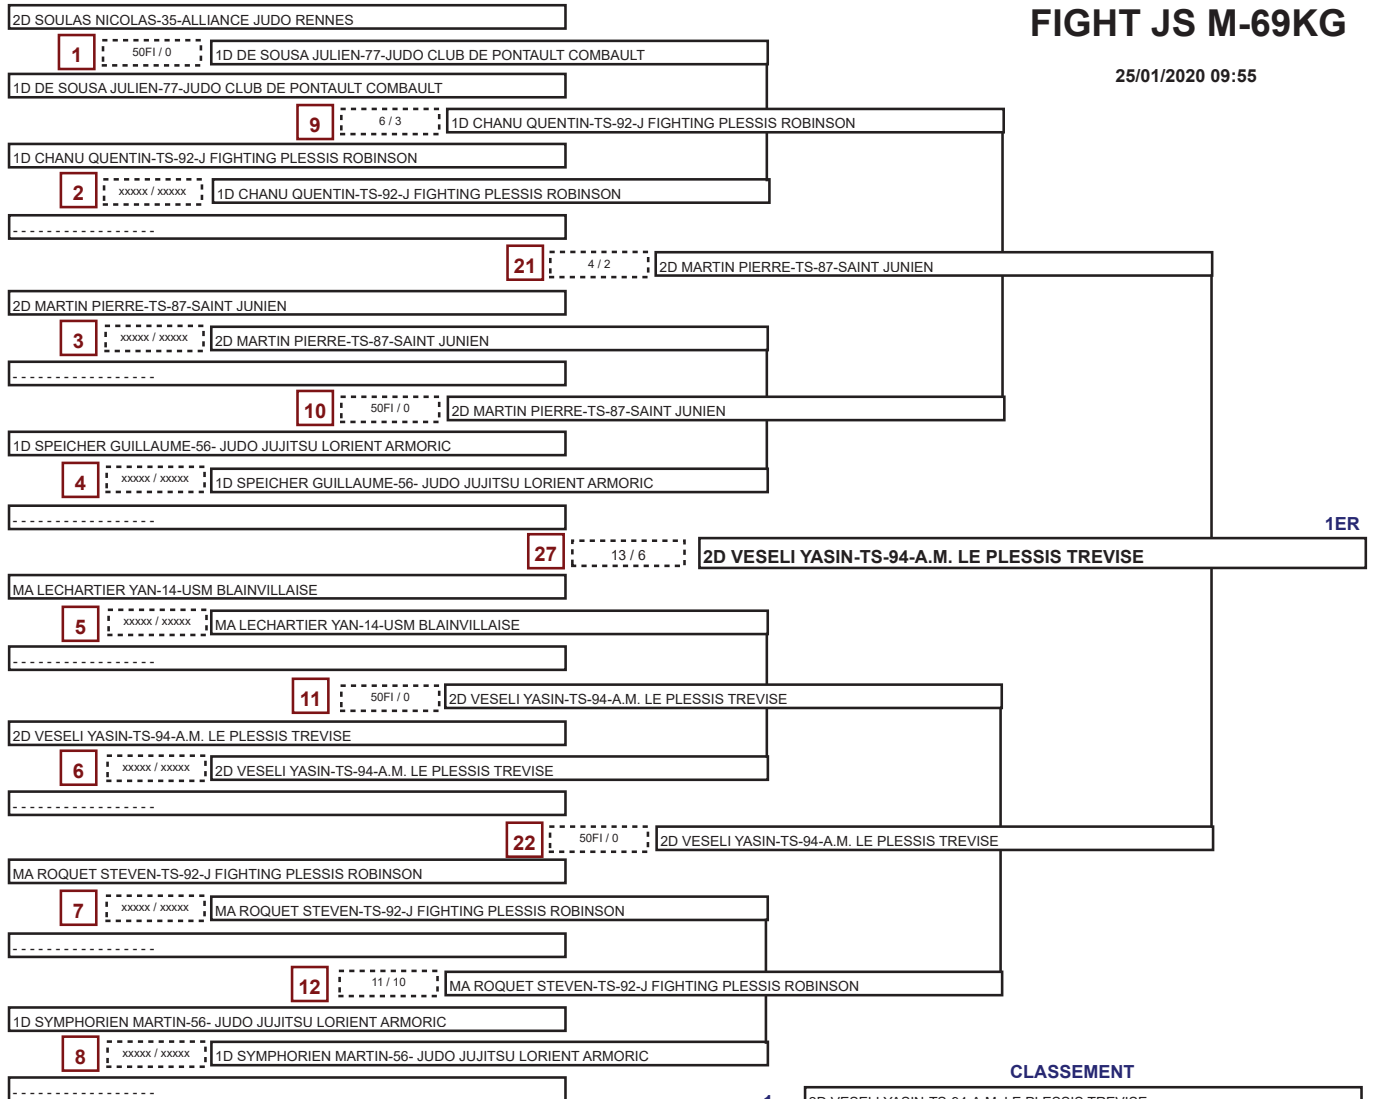 2D SOULAS NICOLAS-35-ALLIANCE JUDO RENNES
FIGHT JS M-69KG
1 50FI / 0 1D DE SOUSA JULIEN-77-JUDO CLUB DE PONTAULT COMBAULT
25/01/2020 09:55
1D DE SOUSA JULIEN-77-JUDO CLUB DE PONTAULT COMBAULT
9 6 / 3 1D CHANU QUENTIN-TS-92-J FIGHTING PLESSIS ROBINSON
1D CHANU QUENTIN-TS-92-J FIGHTING PLESSIS ROBINSON
2 xxxxx / xxxxx 1D CHANU QUENTIN-TS-92-J FIGHTING PLESSIS ROBINSON
- - - - - - - - - - - - - - - - -
21 4 / 2 2D MARTIN PIERRE-TS-87-SAINT JUNIEN
2D MARTIN PIERRE-TS-87-SAINT JUNIEN
3 xxxxx / xxxxx 2D MARTIN PIERRE-TS-87-SAINT JUNIEN
- - - - - - - - - - - - - - - - -
10 50FI / 0 2D MARTIN PIERRE-TS-87-SAINT JUNIEN
1D SPEICHER GUILLAUME-56- JUDO JUJITSU LORIENT ARMORIC
4 xxxxx / xxxxx 1D SPEICHER GUILLAUME-56- JUDO JUJITSU LORIENT ARMORIC
- - - - - - - - - - - - - - - - -
1ER
27 13 / 6 2D VESELI YASIN-TS-94-A.M. LE PLESSIS TREVISE
MA LECHARTIER YAN-14-USM BLAINVILLAISE
5 xxxxx / xxxxx MA LECHARTIER YAN-14-USM BLAINVILLAISE
- - - - - - - - - - - - - - - - -
11 50FI / 0 2D VESELI YASIN-TS-94-A.M. LE PLESSIS TREVISE
2D VESELI YASIN-TS-94-A.M. LE PLESSIS TREVISE
6 xxxxx / xxxxx 2D VESELI YASIN-TS-94-A.M. LE PLESSIS TREVISE
- - - - - - - - - - - - - - - - -
22 50FI / 0 2D VESELI YASIN-TS-94-A.M. LE PLESSIS TREVISE
MA ROQUET STEVEN-TS-92-J FIGHTING PLESSIS ROBINSON
7 xxxxx / xxxxx MA ROQUET STEVEN-TS-92-J FIGHTING PLESSIS ROBINSON
- - - - - - - - - - - - - - - - -
12 11 / 10 MA ROQUET STEVEN-TS-92-J FIGHTING PLESSIS ROBINSON
1D SYMPHORIEN MARTIN-56- JUDO JUJITSU LORIENT ARMORIC
8 xxxxx / xxxxx 1D SYMPHORIEN MARTIN-56- JUDO JUJITSU LORIENT ARMORIC
CLASSEMENT
- - - - - - - - - - - - - - - - -
1 2D VESELI YASIN-TS-94-A.M. LE PLESSIS TREVISE